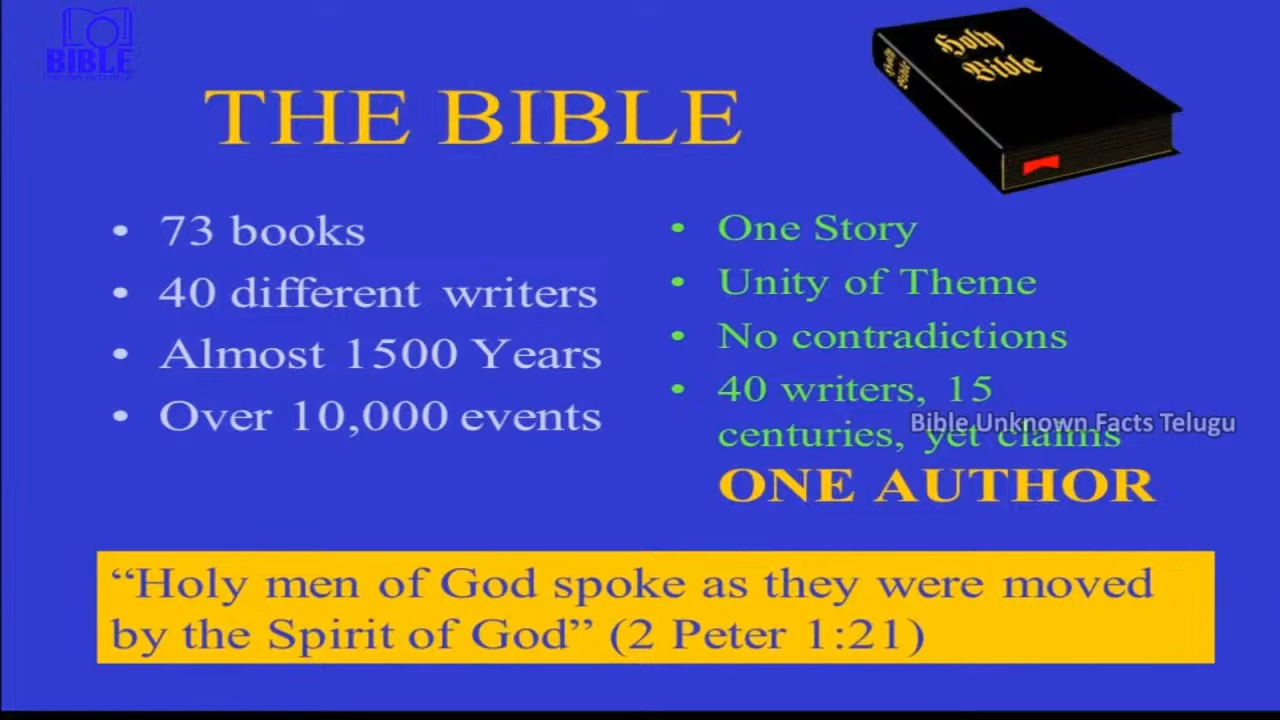 BIBLE
THE BIBLE
Holy
Bible
Holy
Bible
• 73 books
• 40 different writers
• Almost 1500 Years
• Over 10,000 events
• One Story
• Unity of Theme
• No contradictions
• 40 writers, 15
centuries, yet claims
ONE AUTHOR
Bible Unknown Facts Telugu
“Holy men of God spoke as they were moved
by the Spirit of God” (2 Peter 1:21)